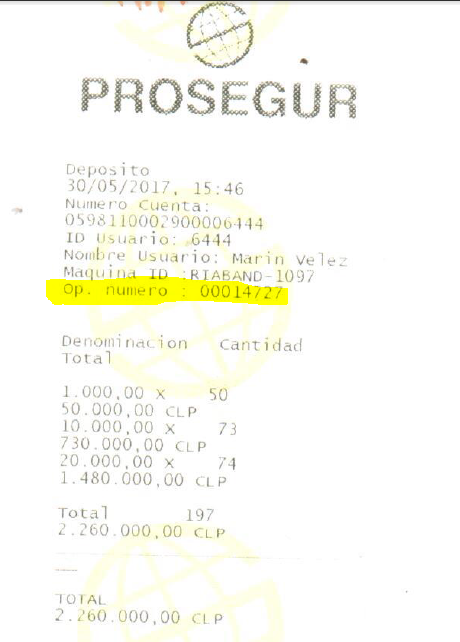 PROSEGUR
Deposito
30/05/2017, 15:46
Numero Cuenta:
0598110002900006444
ID Usuario: 6444
Nombre Usuario: Marin Velez
Maquina ID :RIABAND-1097
Op. numero : 00014727
Denominacion Cantidad
Total
1.000,00 X 50
50.000,00 CLP
10.000,00 X 73
730.000,00 CLP
20.000,00 X 74
1.480.000,00 CLP
Total 197
2.260.000,00 CLP
TOTAL
2.260.000,00 CLP